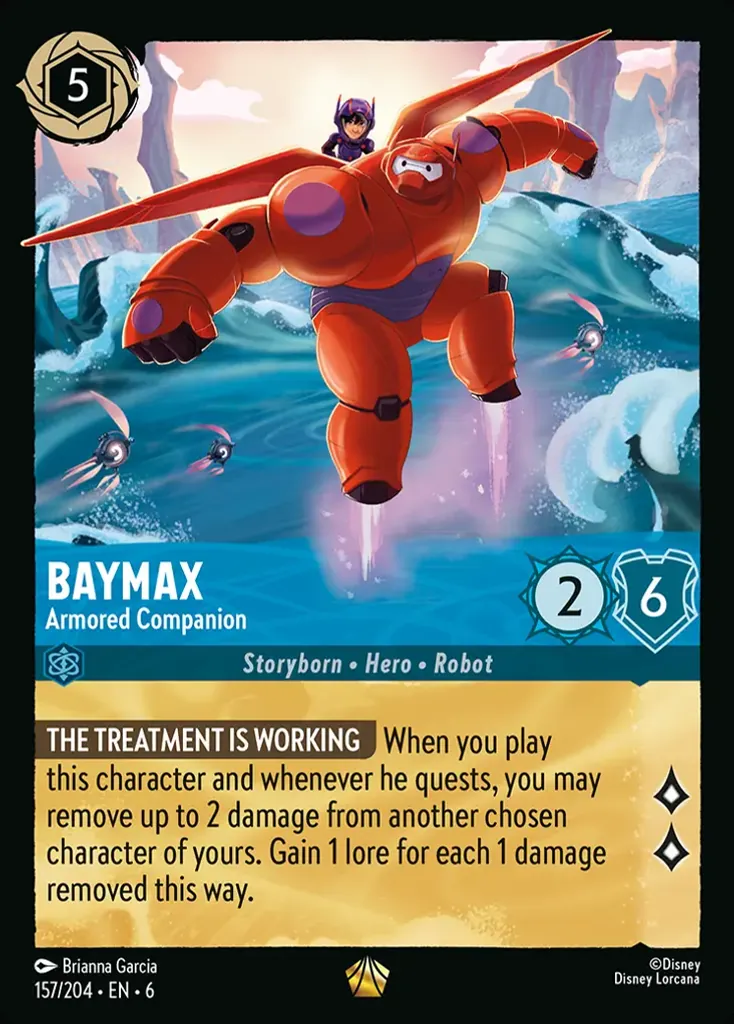 5
BAYMAX
Armored Companion
2
6
Storyborn • Hero • Robot
THE TREATMENT IS WORKING When you play
this character and whenever he quests, you may
remove up to 2 damage from another chosen
character of yours. Gain 1 lore for each 1 damage
removed this way.
Brianna Garcia
157/204 • EN • 6
©Disney
Disney Lorcana